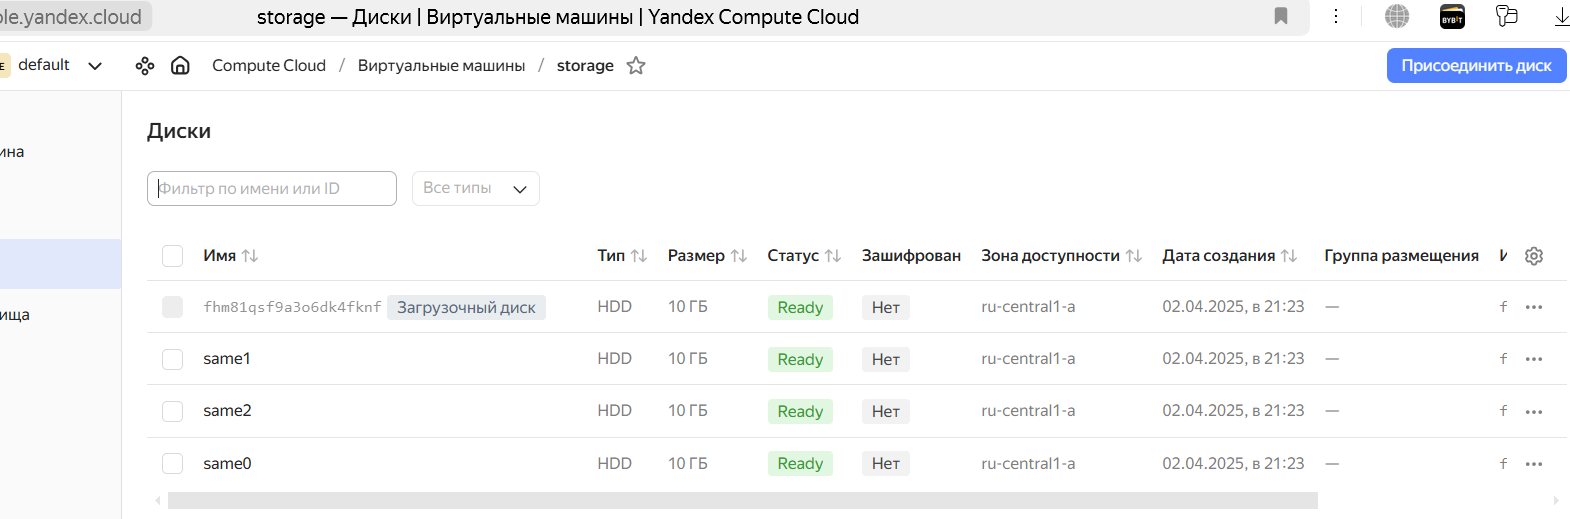 ole.yandex.cloud storage — Диски | Виртуальные машины | Yandex Compute Cloud BYBIT
E default Compute Cloud / Виртуальные машины / storage Присоединить диск
Диски
ина
Фильтр по имени или ID Все типы
Имя Тип Размер Статус Зашифрован Зона доступности Дата создания Группа размещения И
fhm81qsf9a3o6dk4fknf Загрузочный диск HDD 10 ГБ Ready Нет ru-central1-a 02.04.2025, в 21:23 — f
ища
same1 HDD 10 ГБ Ready Нет ru-central1-a 02.04.2025, в 21:23 — f
same2 HDD 10 ГБ Ready Нет ru-central1-a 02.04.2025, в 21:23 — f
same0 HDD 10 ГБ Ready Нет ru-central1-a 02.04.2025, в 21:23 — f